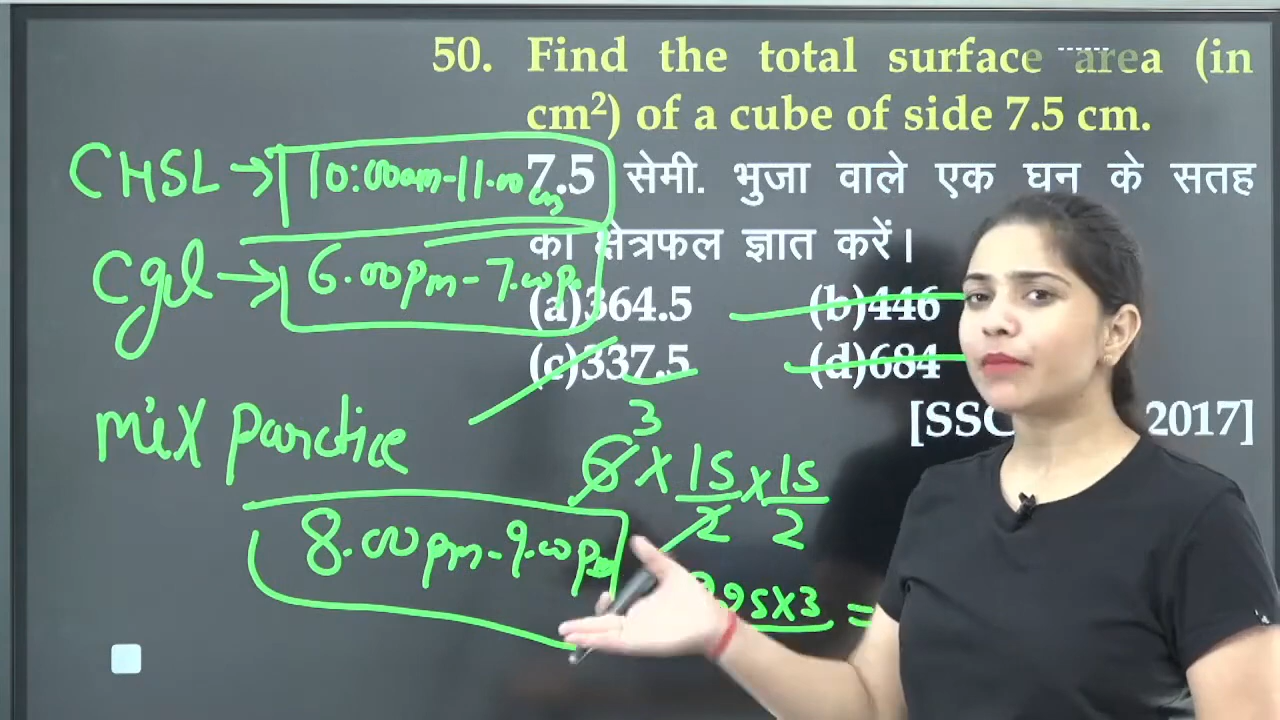 50. Find the total surface area (in
cm²) of a cube of side 7.5 cm.
7.5 सेमी. भुजा वाले एक घन के सतह
का क्षेत्रफल ज्ञात करें।
(a)364.5 (b)446
(c)337.5 (d)684
[SSC 2017]
CHSL → 10:00am-11.00
Cgl → 6.00pm-7.00p
mix parctice
8.00pm-9.00pm
3
6 x 15/2 x 15/2
225x3 =